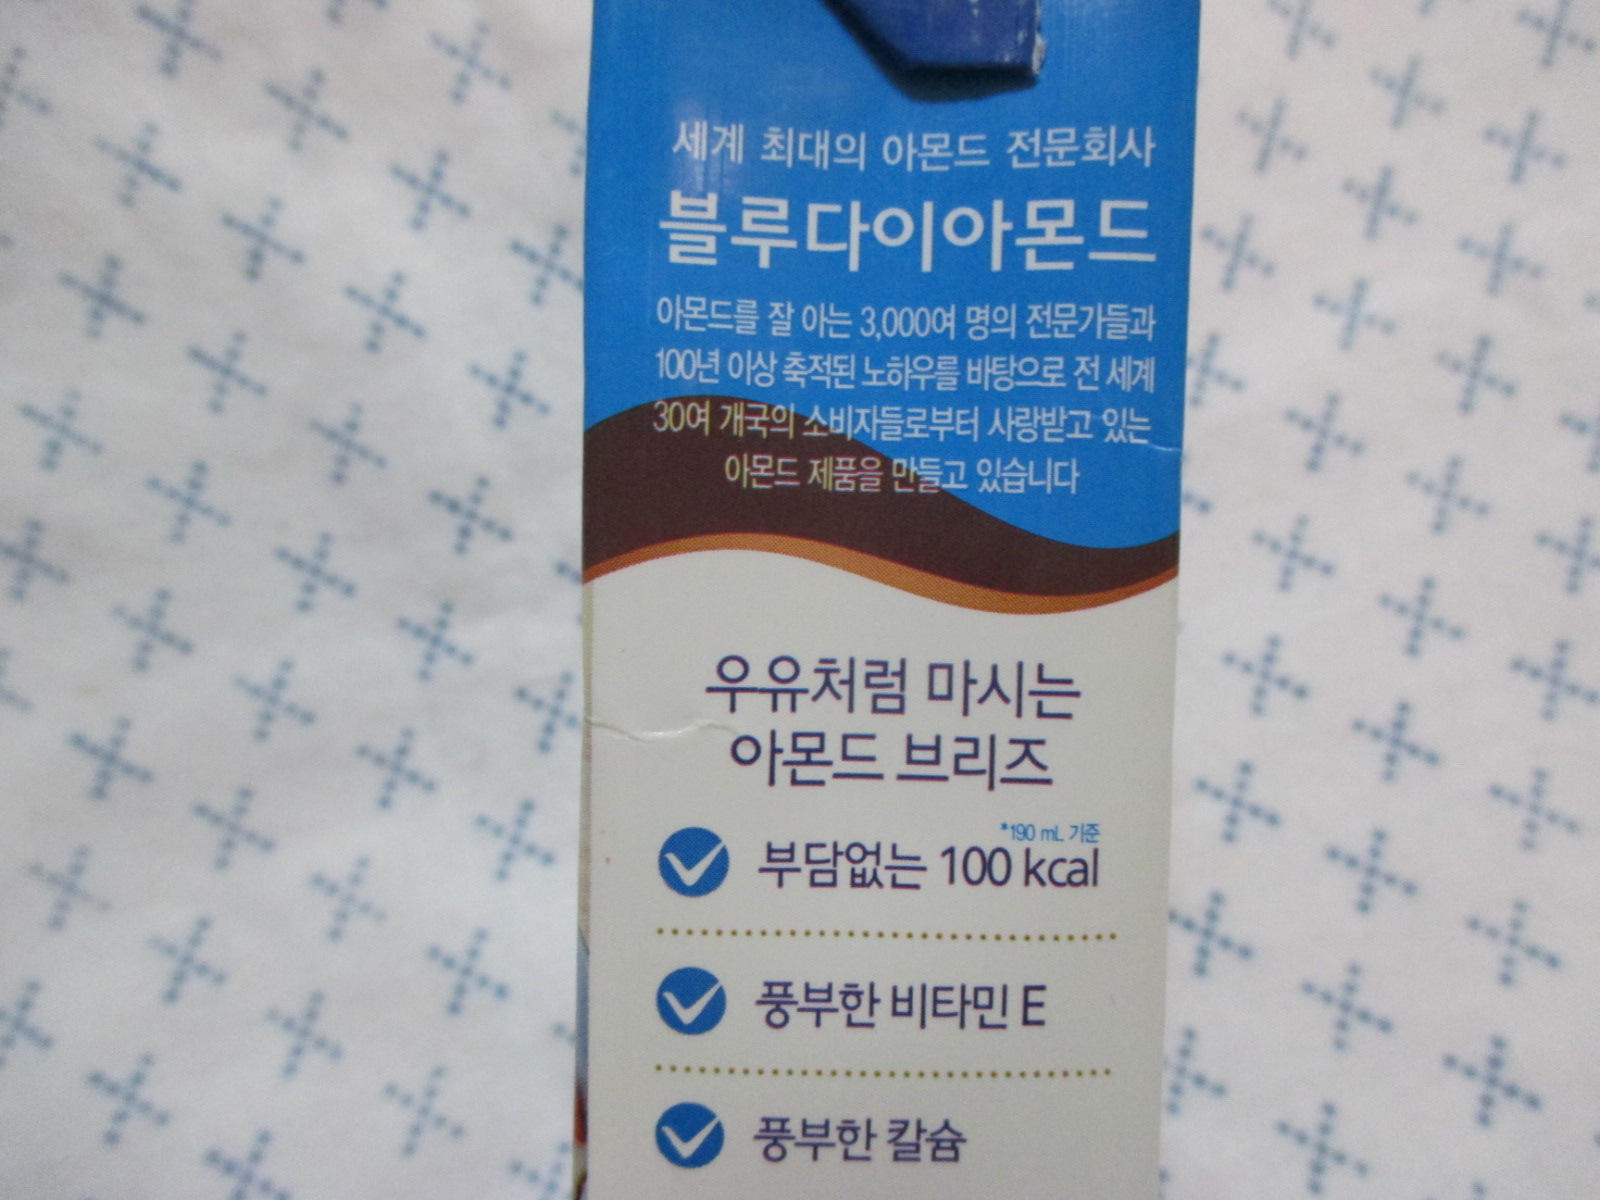 세계 최대의 아몬드 전문회사
블루다이아몬드
아몬드를 잘 아는 3,000여 명의 전문가들과
100년 이상 축적된 노하우를 바탕으로 전 세계
30여 개국의 소비자들로부터 사랑받고 있는
아몬드 제품을 만들고 있습니다
우유처럼 마시는
아몬드 브리즈
*190 mL 기준
부담없는 100 kcal
풍부한 비타민 E
풍부한 칼슘